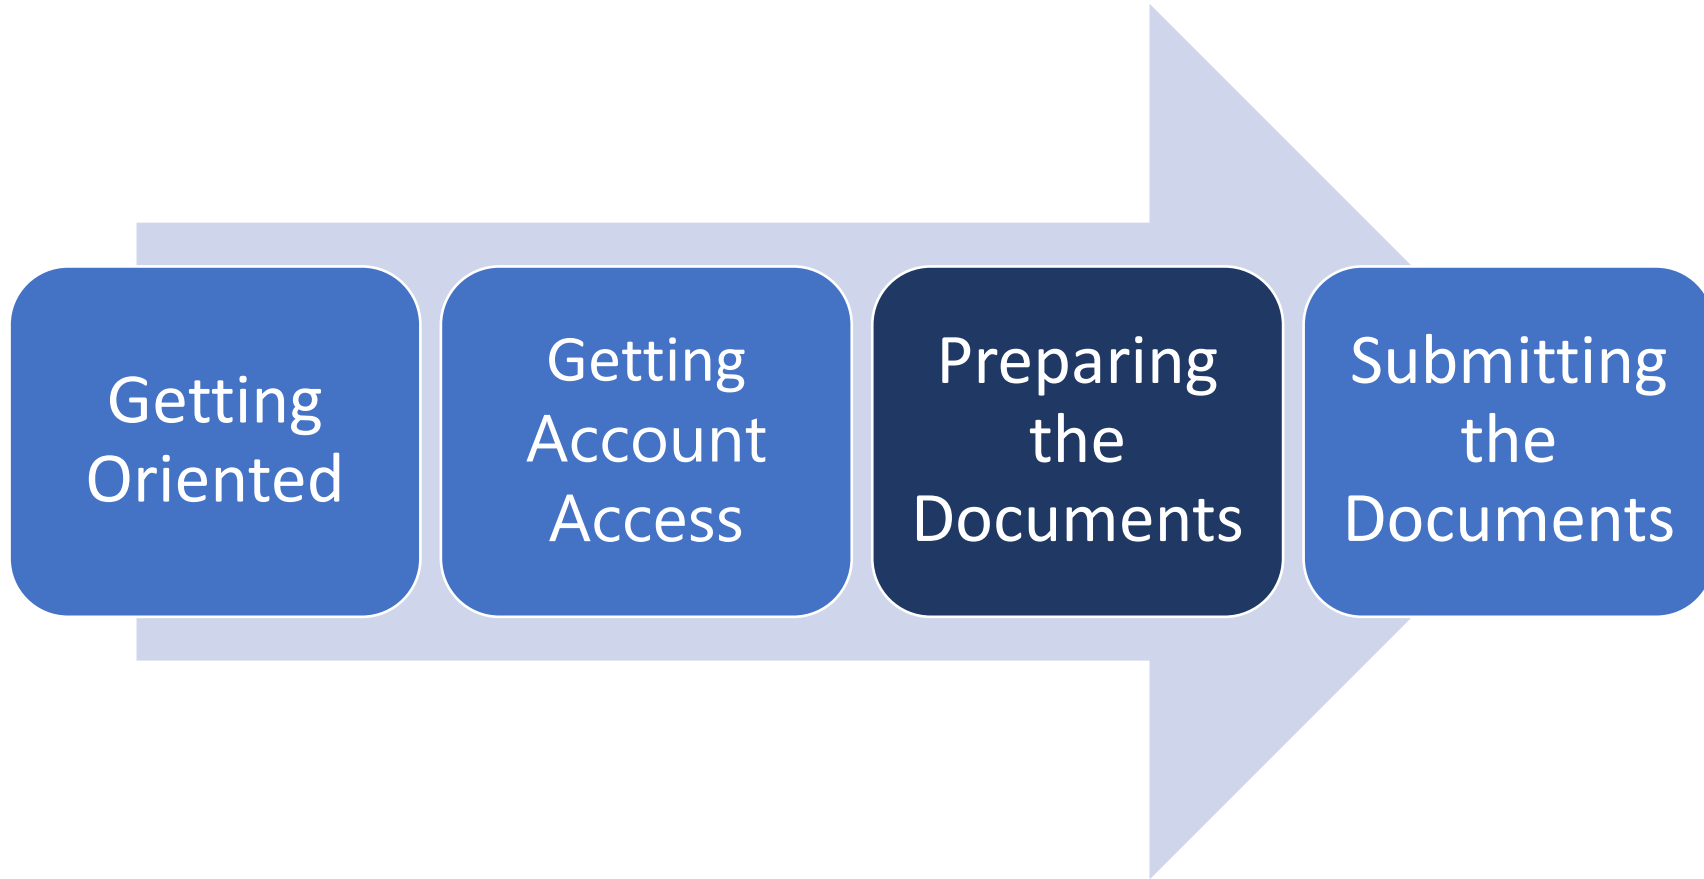 Getting
Oriented
Getting
Account
Access
Preparing
the
Documents
Submitting
the
Documents